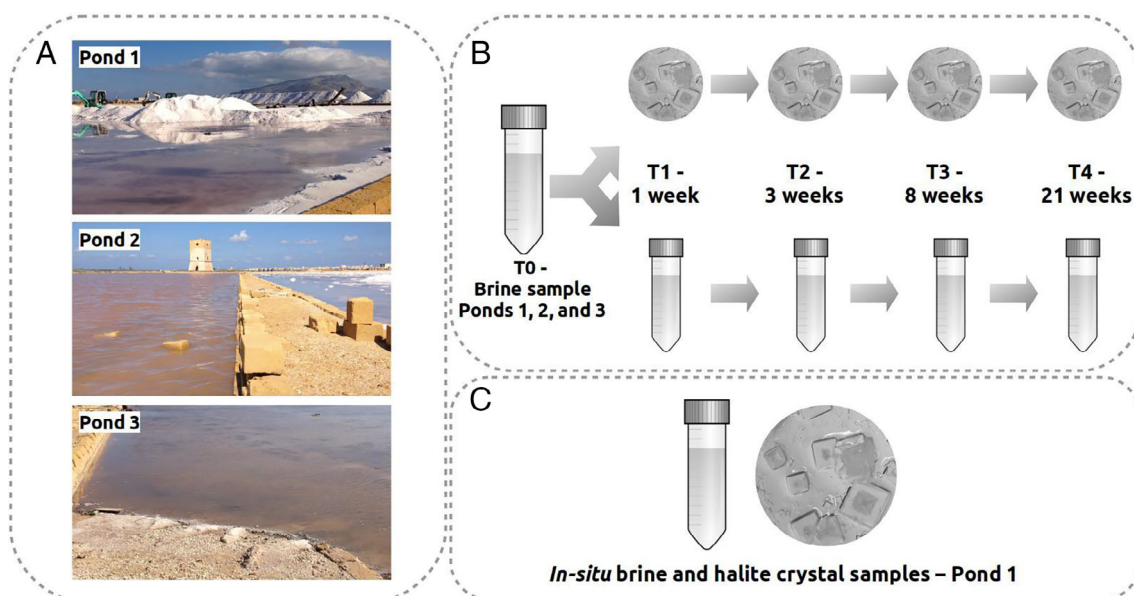 A
Pond 1
Pond 2
Pond 3
B
T0 -
Brine sample
Ponds 1, 2, and 3
T1 -
1 week
T2 -
3 weeks
T3 -
8 weeks
T4 -
21 weeks
C
In-situ brine and halite crystal samples – Pond 1